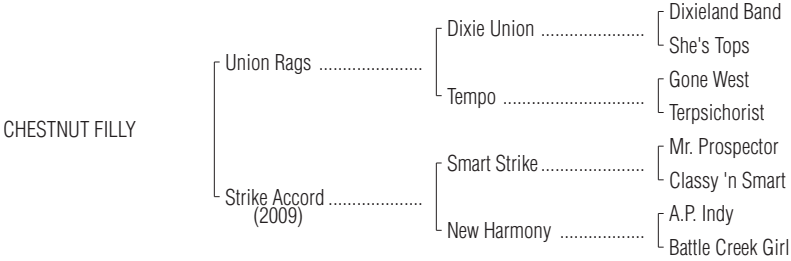 Dixieland Band
Dixie Union ......................
She's Tops
Union Rags ......................
Gone West
Tempo ..............................
Terpsichorist
CHESTNUT FILLY
Mr. Prospector
Smart Strike......................
Classy 'n Smart
Strike Accord ....................
(2009)
A.P. Indy
New Harmony ..................
Battle Creek Girl